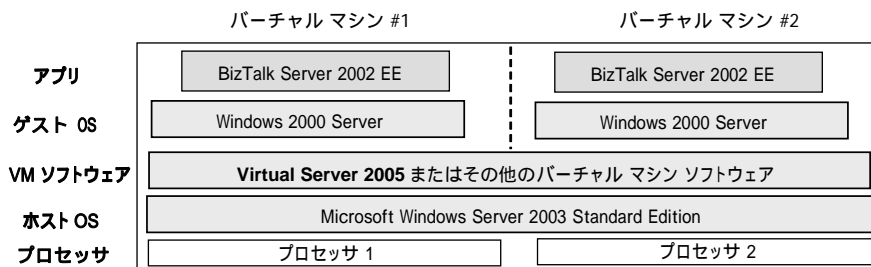 バーチャル マシン #1
バーチャル マシン #2
アプリ
BizTalk Server 2002 EE
BizTalk Server 2002 EE
ゲスト OS
Windows 2000 Server
Windows 2000 Server
VM ソフトウェア
Virtual Server 2005 またはその他のバーチャル マシン ソフトウェア
ホスト OS
Microsoft Windows Server 2003 Standard Edition
プロセッサ
プロセッサ 1
プロセッサ 2